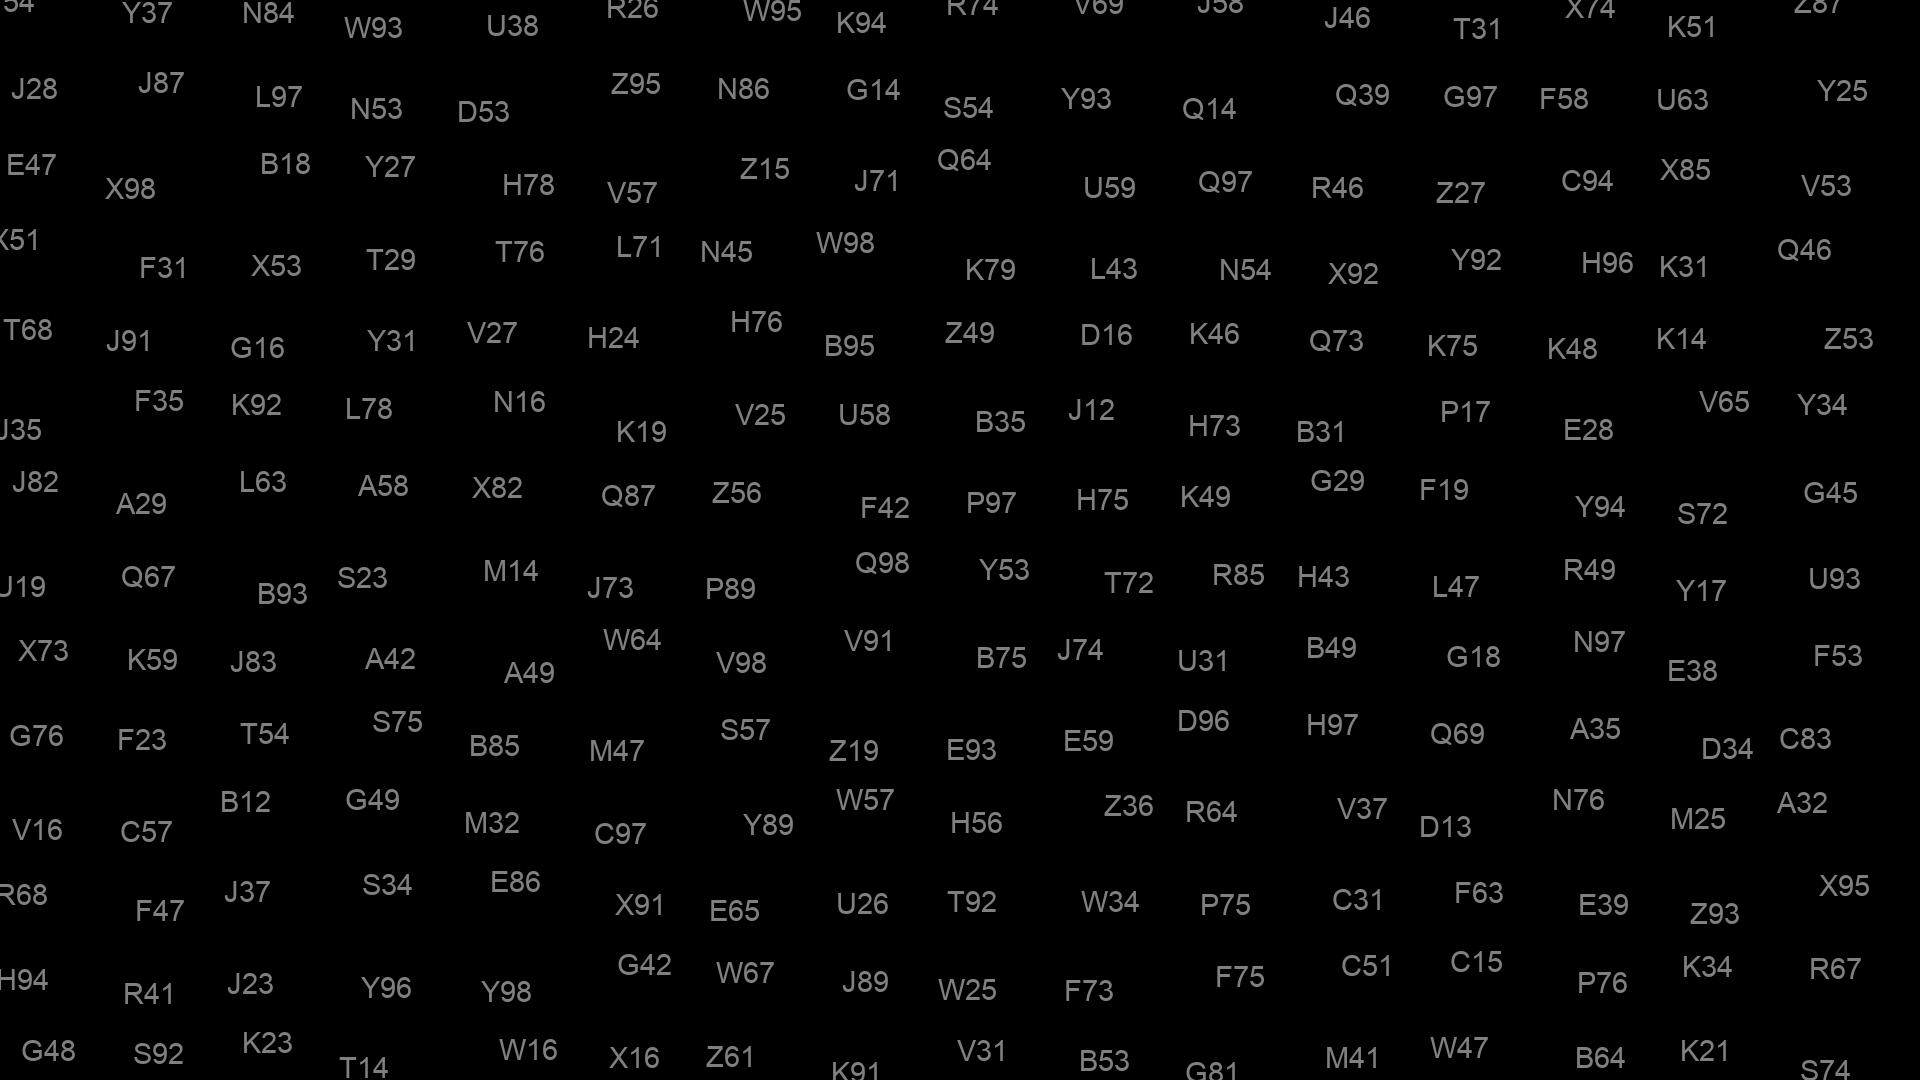 Y37 N84 W93 U38 R26 W95 K94 R74 V69 J58 J46 T31 X74 K51 Z87
J28 J87 L97 N53 D53 Z95 N86 G14 S54 Y93 Q14 Q39 G97 F58 U63 Y25
E47 X98 B18 Y27 H78 V57 Z15 J71 Q64 U59 Q97 R46 Z27 C94 X85 V53
X51 F31 X53 T29 T76 L71 N45 W98 K79 L43 N54 X92 Y92 H96 K31 Q46
T68 J91 G16 Y31 V27 H24 H76 B95 Z49 D16 K46 Q73 K75 K48 K14 Z53
J35 F35 K92 L78 N16 K19 V25 U58 B35 J12 H73 B31 P17 E28 V65 Y34
J82 A29 L63 A58 X82 Q87 Z56 F42 P97 H75 K49 G29 F19 Y94 S72 G45
U19 Q67 B93 S23 M14 J73 P89 Q98 Y53 T72 R85 H43 L47 R49 Y17 U93
X73 K59 J83 A42 A49 W64 V98 V91 B75 J74 U31 B49 G18 N97 E38 F53
G76 F23 T54 S75 B85 M47 S57 Z19 E93 E59 D96 H97 Q69 A35 D34 C83
V16 C57 B12 G49 M32 C97 Y89 W57 H56 Z36 R64 V37 D13 N76 M25 A32
R68 F47 J37 S34 E86 X91 E65 U26 T92 W34 P75 C31 F63 E39 Z93 X95
H94 R41 J23 Y96 Y98 G42 W67 J89 W25 F73 F75 C51 C15 P76 K34 R67
G48 S92 K23 T14 W16 X16 Z61 K91 V31 B53 G81 M41 W47 B64 K21 S74